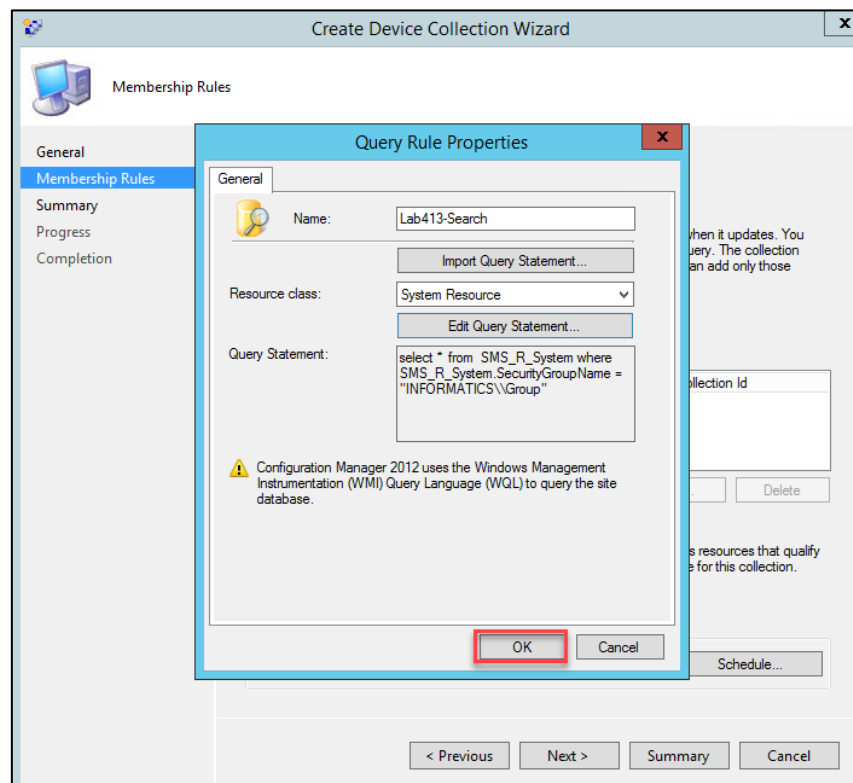 Create Device Collection Wizard
x
Membership Rules
General
Membership Rules
Summary
Progress
Completion
Query Rule Properties
x
General
Name:
Lab413-Search
Import Query Statement...
Resource class:
System Resource
Edit Query Statement...
Query Statement:
select * from SMS_R_System where
SMS_R_System.SecurityGroupName =
"INFORMATICS\\Group"
Configuration Manager 2012 uses the Windows Management
Instrumentation (WMI) Query Language (WQL) to query the site
database.
OK
Cancel
when it updates. You
The collection
add only those
Id
Delete
resources that qualify
for this collection.
Schedule...
< Previous
Next >
Summary
Cancel